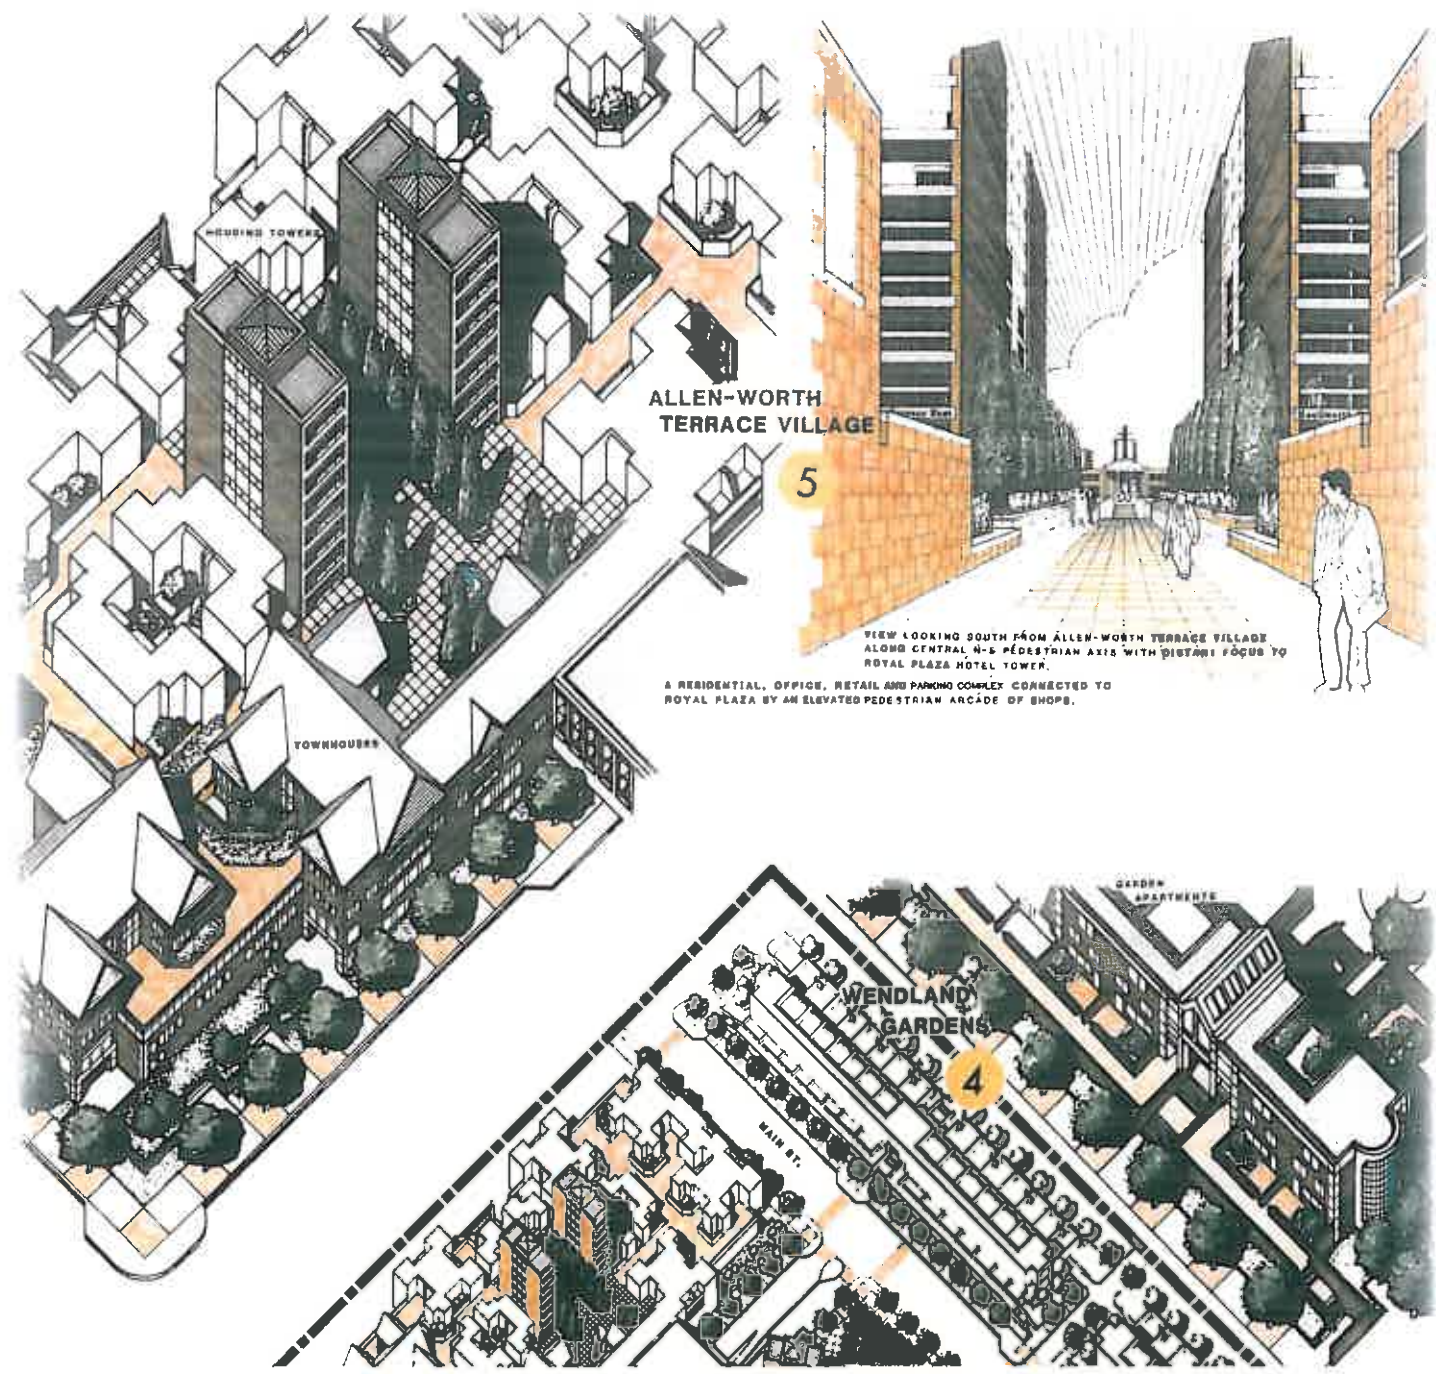 HOUSING TOWERS
ALLEN-WORTH
TERRACE VILLAGE
5
VIEW LOOKING SOUTH FROM ALLEN-WORTH TERRACE VILLAGE
ALONG CENTRAL N-S PEDESTRIAN AXIS WITH DISTANT FOCUS TO
ROYAL PLAZA HOTEL TOWER.
A RESIDENTIAL, OFFICE, RETAIL AND PARKING COMPLEX CONNECTED TO
ROYAL PLAZA BY AN ELEVATED PEDESTRIAN ARCADE OF SHOPS.
TOWNHOUSES
GARDEN
APARTMENTS
WENDLAND
GARDENS
4
MAIN ST.